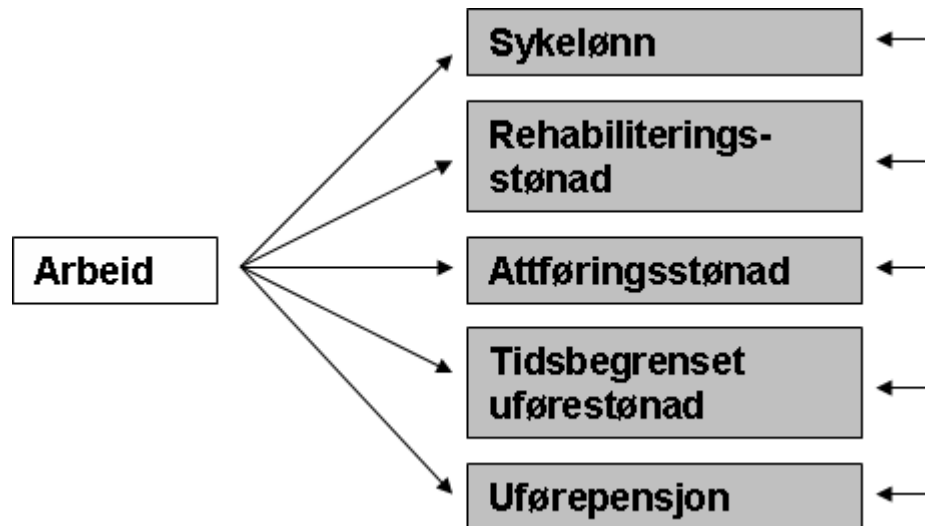 Arbeid
Sykelønn
Rehabiliterings-
stønad
Attføringsstønad
Tidsbegrenset
uførestønad
Uførepensjon